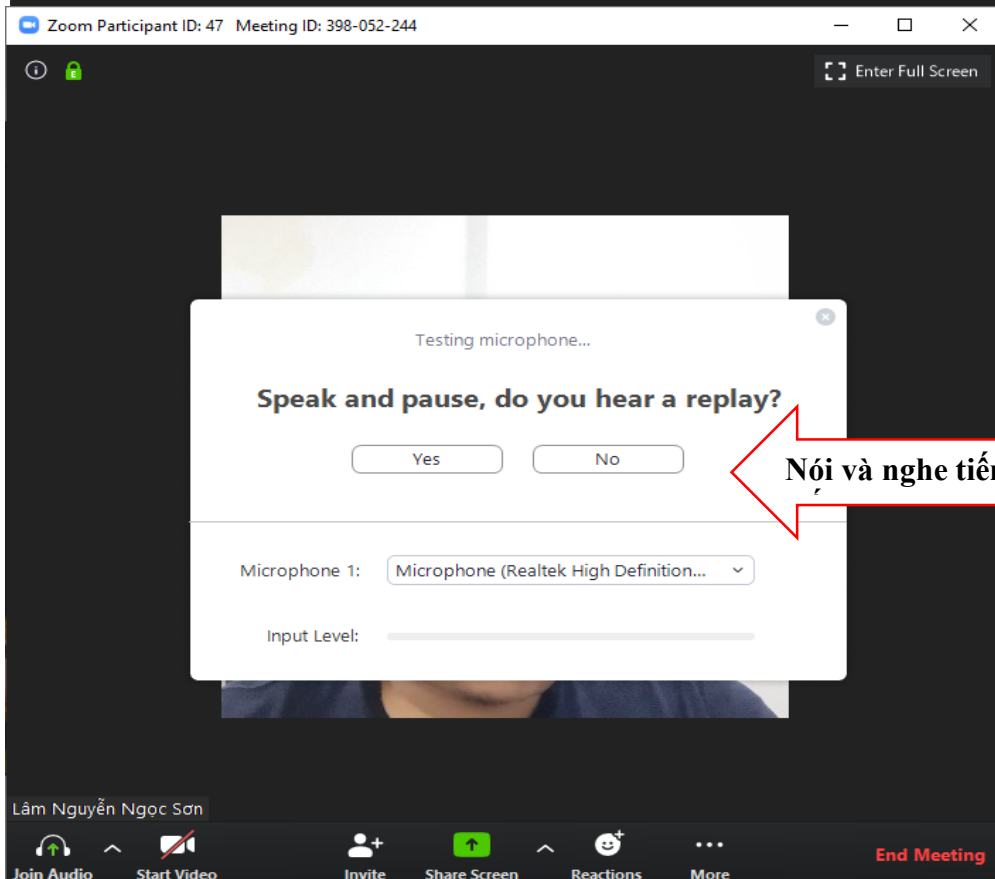 Zoom Participant ID: 47 Meeting ID: 398-052-244
Enter Full Screen
Testing microphone...
Speak and pause, do you hear a replay?
Yes
No
Nói và nghe
Microphone 1:
Microphone (Realtek High Definition...
Input Level:
Lâm Nguyễn Ngọc Sơn
Join Audio
Start Video
Invite
Share Screen
Reactions
More
End Meeting